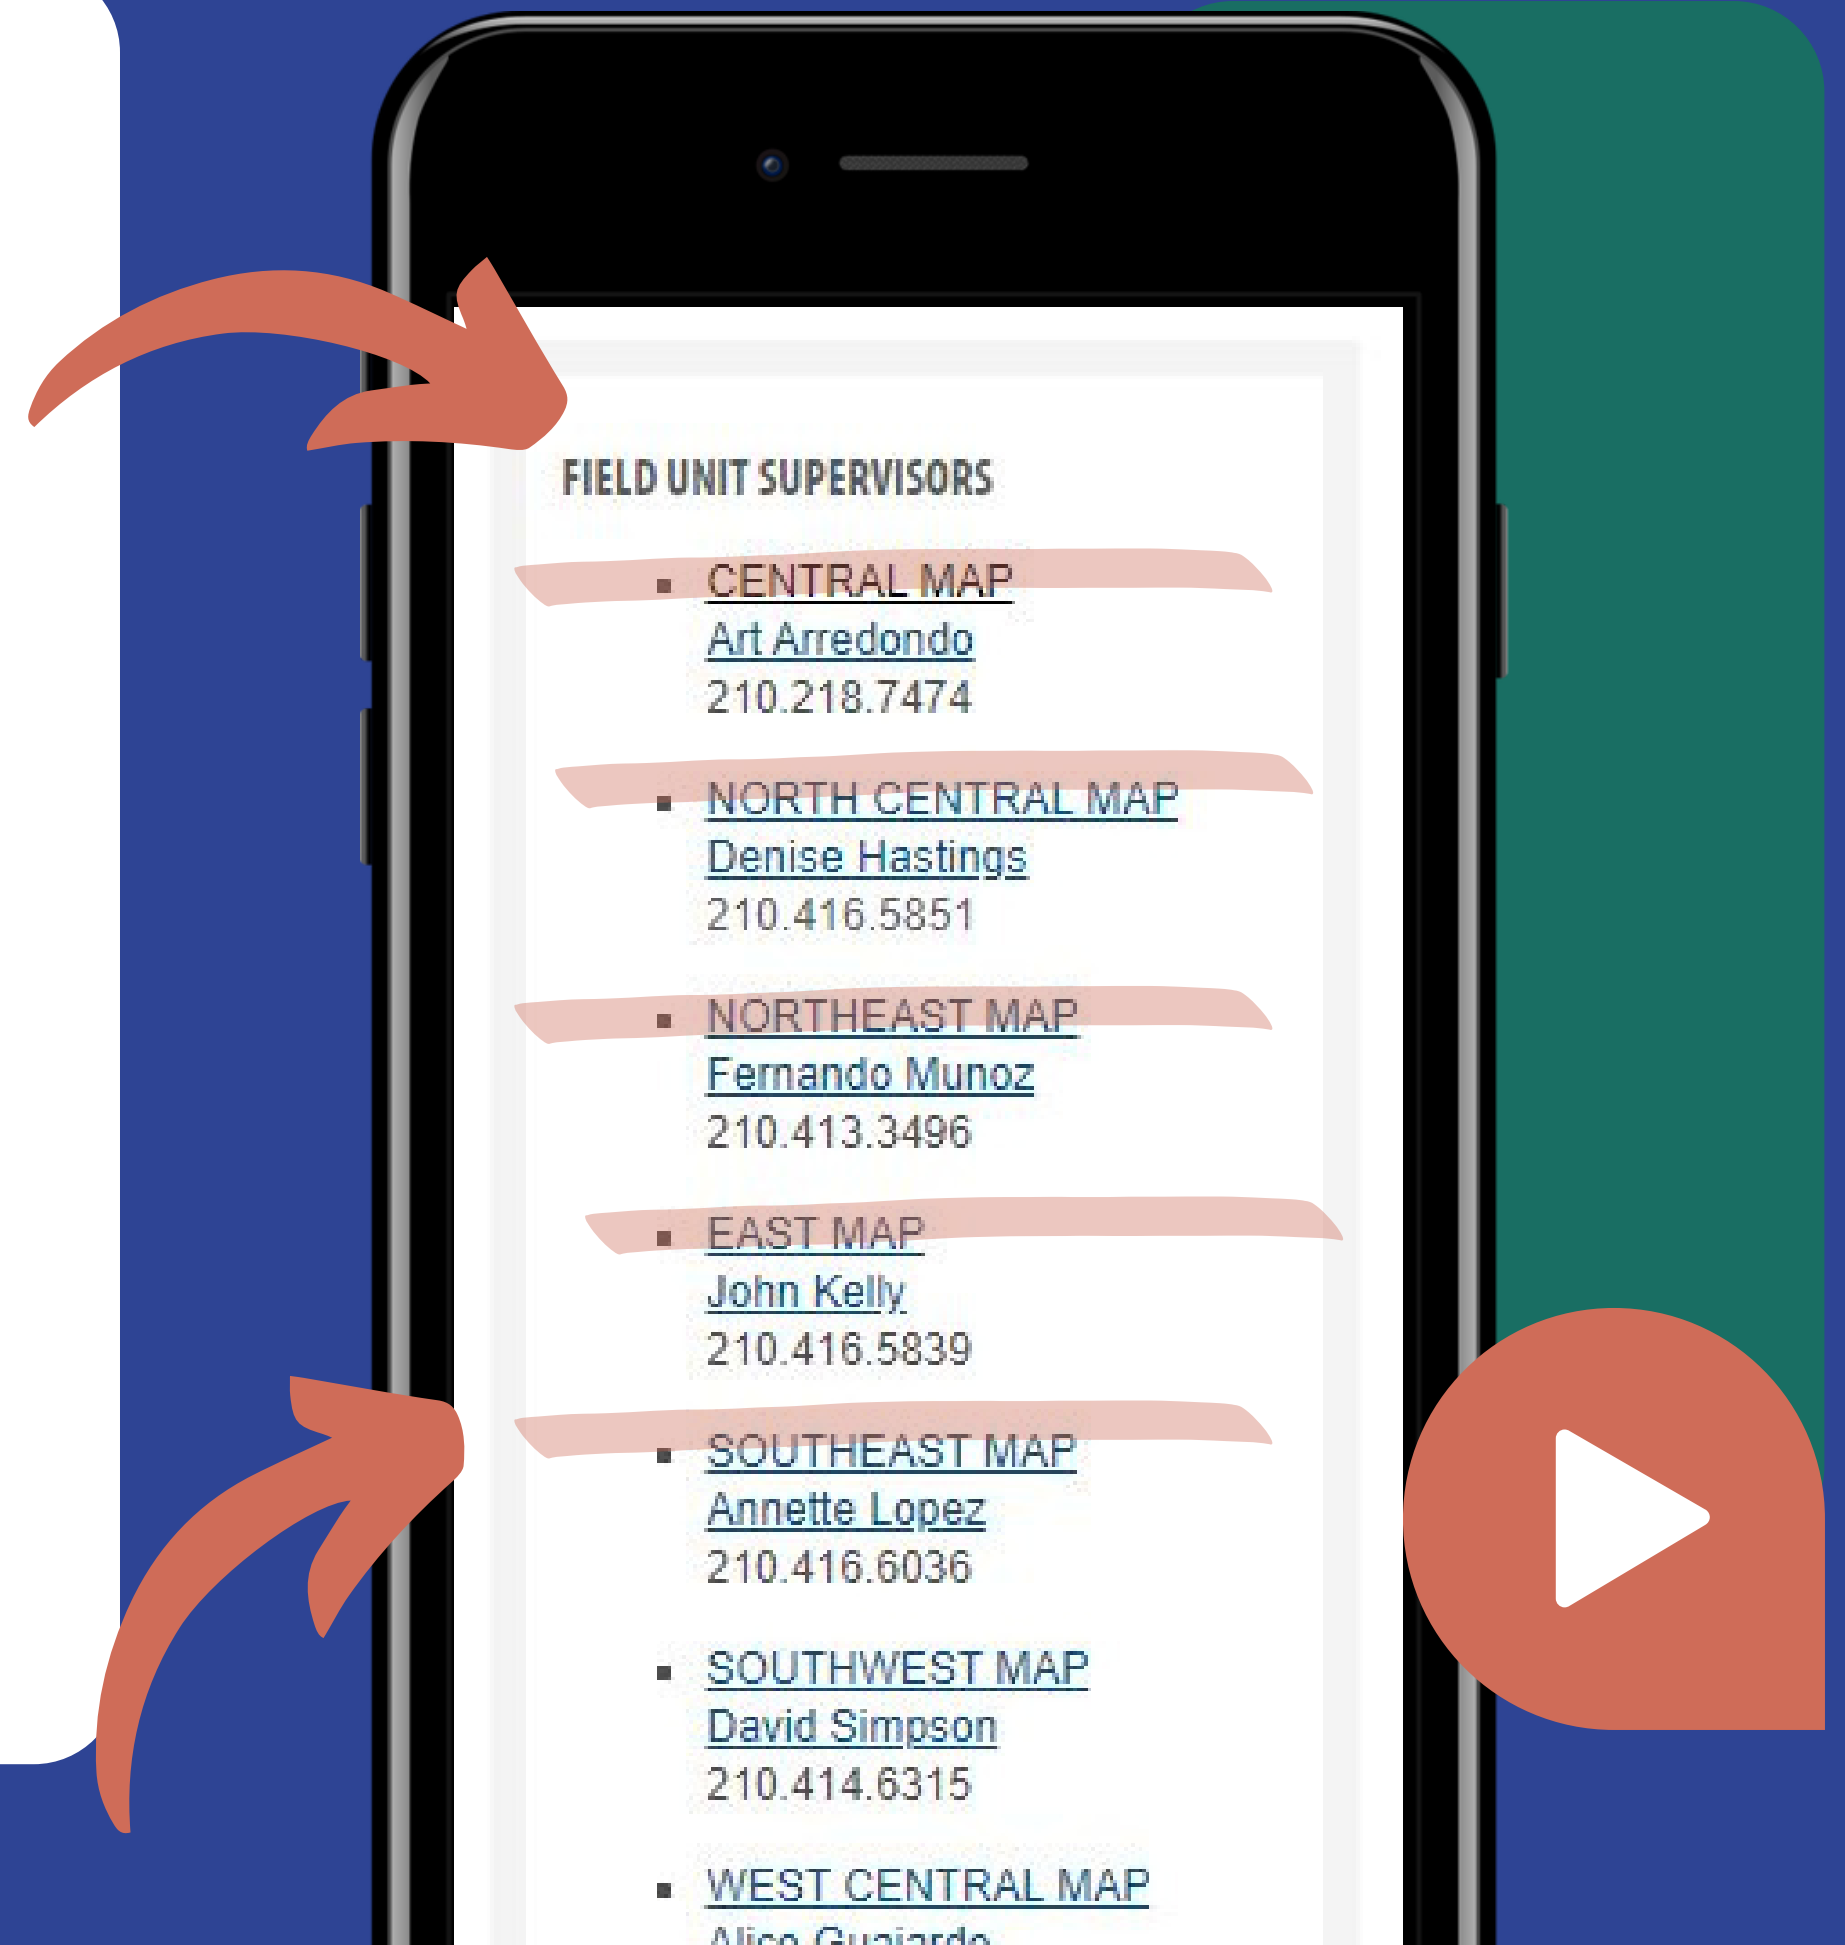 FIELD UNIT SUPERVISORS
CENTRAL MAP
Art Arredondo
210.218.7474
NORTH CENTRAL MAP
Denise Hastings
210.416.5851
NORTHEAST MAP
Fernando Munoz
210.413.3496
EAST MAP
John Kelly
210.416.5839
SOUTHEAST MAP
Annette Lopez
210.416.6036
SOUTHWEST MAP
David Simpson
210.414.6315
WEST CENTRAL MAP